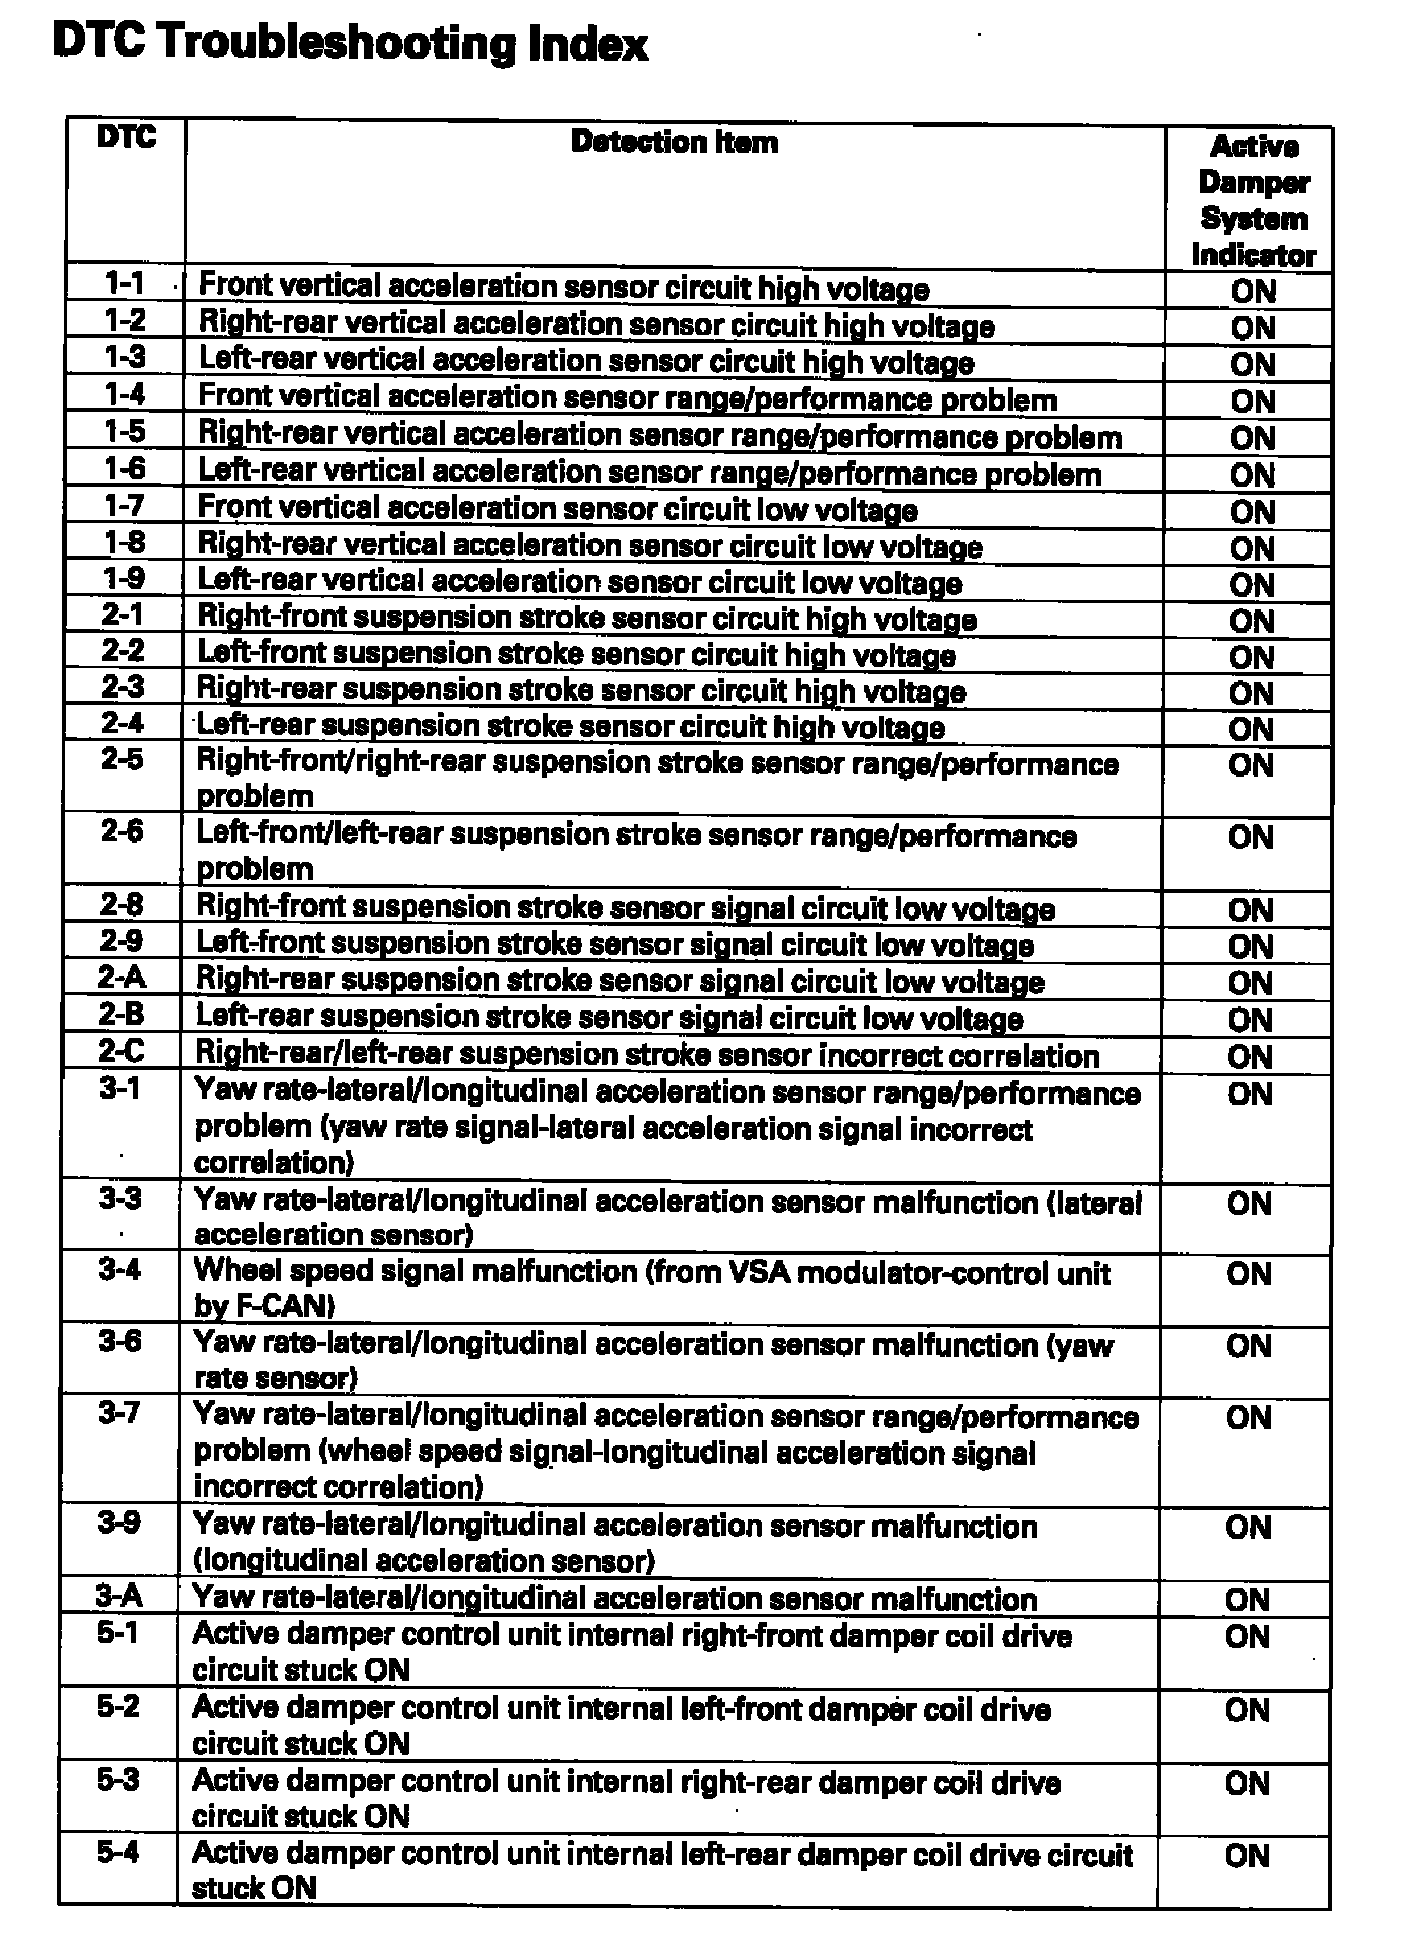 DTC Troubleshooting Index
DTC
Detection Item
Active
Damper
System
Indicator
1-1 Front vertical acceleration sensor circuit high voltage ON
1-2 Right-rear vertical acceleration sensor circuit high voltage ON
1-3 Left-rear vertical acceleration sensor circuit high voltage ON
1-4 Front vertical acceleration sensor range/performance problem ON
1-5 Right-rear vertical acceleration sensor range/performance problem ON
1-6 Left-rear vertical acceleration sensor range/performance problem ON
1-7 Front vertical acceleration sensor circuit low voltage ON
1-8 Right-rear vertical acceleration sensor circuit low voltage ON
1-9 Left-rear vertical acceleration sensor circuit low voltage ON
2-1 Right-front suspension stroke sensor circuit high voltage ON
2-2 Left-front suspension stroke sensor circuit high voltage ON
2-3 Right-rear suspension stroke sensor circuit high voltage ON
2-4 Left-rear suspension stroke sensor circuit high voltage ON
2-5 Right-front/right-rear suspension stroke sensor range/performance ON
problem
2-6 Left-front/left-rear suspension stroke sensor range/performance ON
problem
2-8 Right-front suspension stroke sensor signal circuit low voltage ON
2-9 Left-front suspension stroke sensor signal circuit low voltage ON
2-A Right-rear suspension stroke sensor signal circuit low voltage ON
2-B Left-rear suspension stroke sensor signal circuit low voltage ON
2-C Right-rear/left-rear suspension stroke sensor incorrect correlation ON
3-1 Yaw rate-lateral/longitudinal acceleration sensor range/performance ON
problem (yaw rate signal-lateral acceleration signal incorrect
correlation)
3-3 Yaw rate-lateral/longitudinal acceleration sensor malfunction (lateral ON
acceleration sensor)
3-4 Wheel speed signal malfunction (from VSA modulator-control unit ON
by F-CAN)
3-6 Yaw rate-lateral/longitudinal acceleration sensor malfunction (yaw ON
rate sensor)
3-7 Yaw rate-lateral/longitudinal acceleration sensor range/performance ON
problem (wheel speed signal-longitudinal acceleration signal
incorrect correlation)
3-9 Yaw rate-lateral/longitudinal acceleration sensor malfunction ON
(longitudinal acceleration sensor)
3-A Yaw rate-lateral/longitudinal acceleration sensor malfunction ON
5-1 Active damper control unit internal right-front damper coil drive ON
circuit stuck ON
5-2 Active damper control unit internal left-front damper coil drive ON
circuit stuck ON
5-3 Active damper control unit internal right-rear damper coil drive ON
circuit stuck ON
5-4 Active damper control unit internal left-rear damper coil drive circuit ON
stuck ON